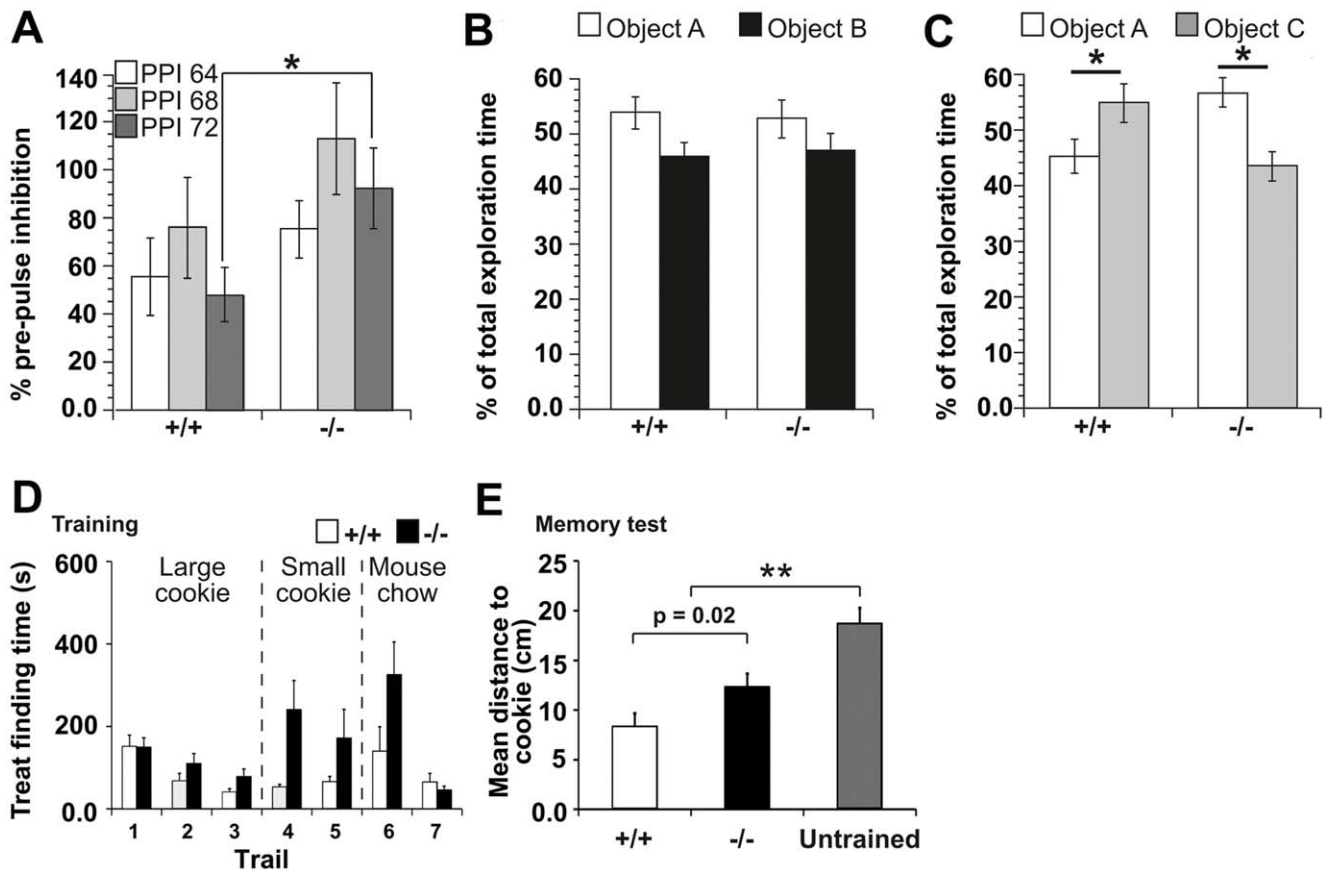 A
PPI 64
PPI 68
PPI 72
*
% pre-pulse inhibition
140
120
100
80
60
40
20
0.0
+/+ -/-
B
Object A Object B
% of total exploration time
60
50
40
30
20
10
0.0
+/+ -/-
C
Object A Object C
* *
% of total exploration time
60
50
40
30
20
10
0.0
+/+ -/-
D
Training
+/+ -/-
Large cookie
Small cookie
Mouse chow
Treat finding time (s)
600
400
200
0.0
1 2 3 4 5 6 7
Trail
E
Memory test
**
p = 0.02
Mean distance to
cookie (cm)
25
20
15
10
5
0.0
+/+ -/- Untrained